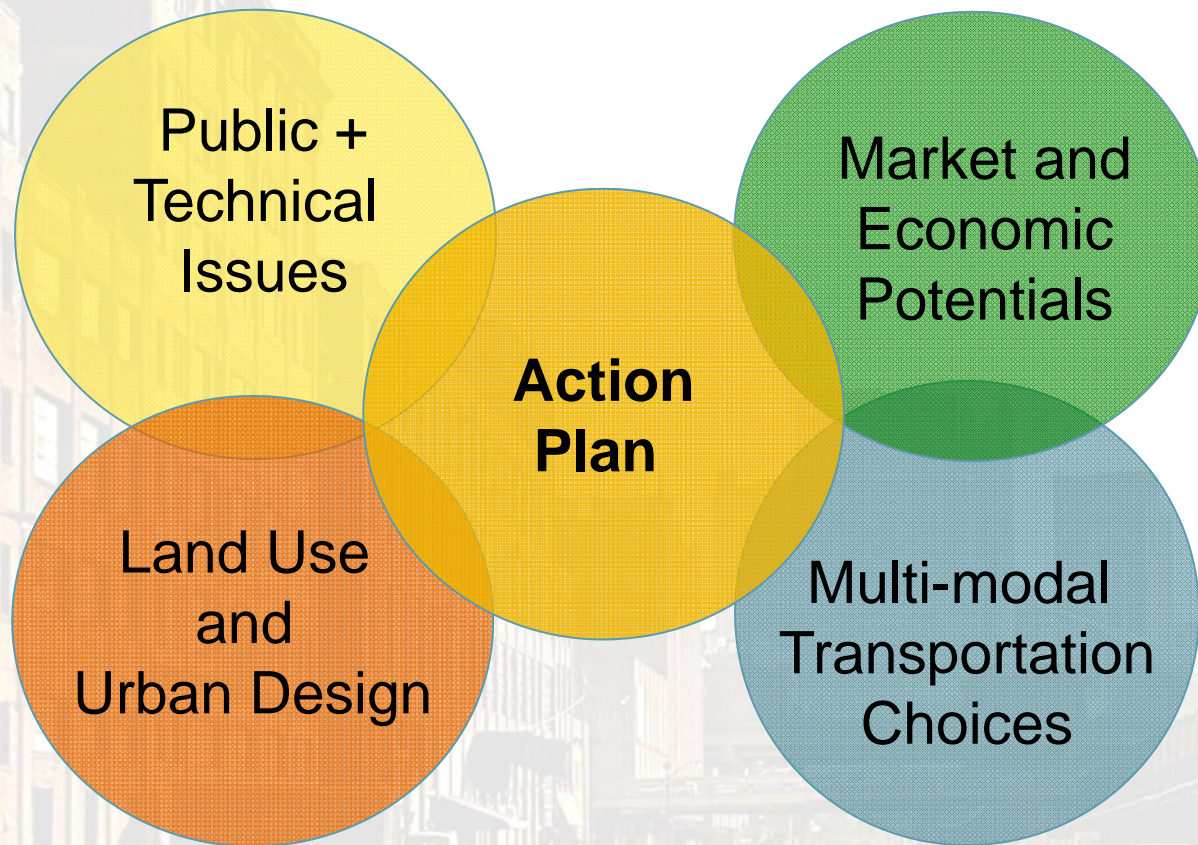 Public +
Technical
Issues
Market and
Economic
Potentials
Action
Plan
Land Use
and
Urban Design
Multi-modal
Transportation
Choices